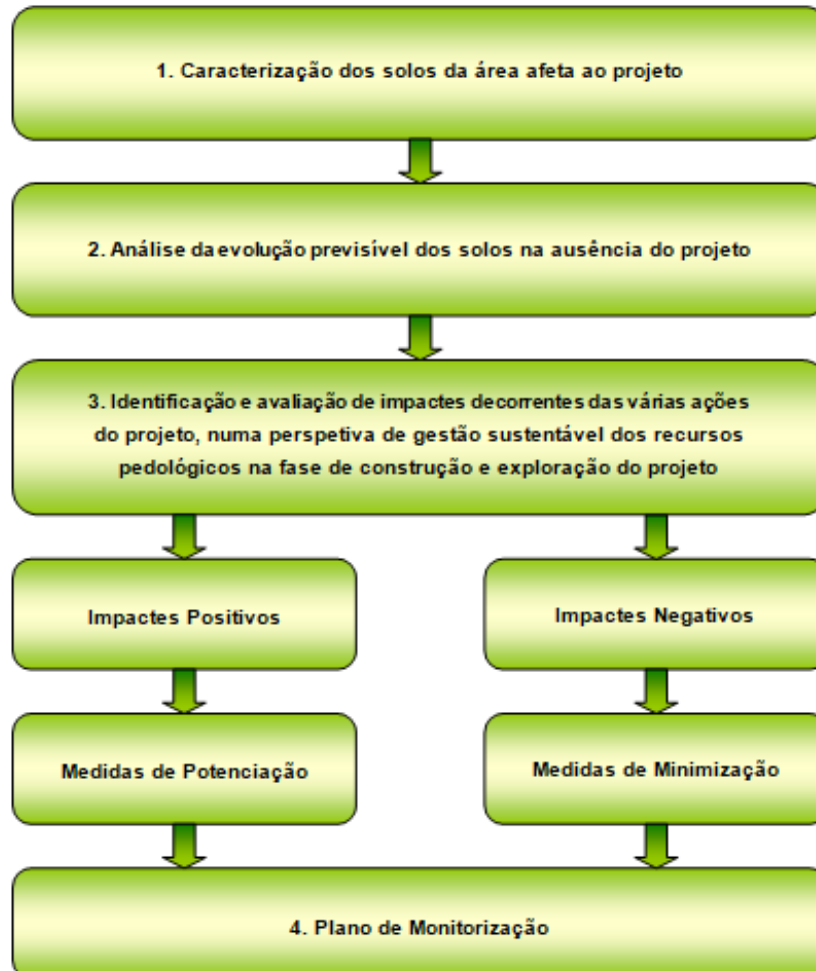 1. Caracterização dos solos da área afeta ao projeto
2. Análise da evolução previsível dos solos na ausência do projeto
3. Identificação e avaliação de impactes decorrentes das várias ações
do projeto, numa perspetiva de gestão sustentável dos recursos
pedológicos na fase de construção e exploração do projeto
Impactes Positivos
Impactes Negativos
Medidas de Potenciação
Medidas de Minimização
4. Plano de Monitorização